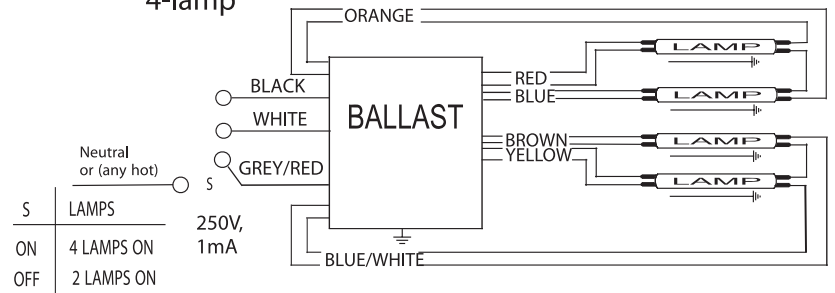 4-lamp
ORANGE
LAMP
RED
BLACK
BLUE
LAMP
WHITE
BALLAST
BROWN
LAMP
YELLOW
Neutral
or (any hot)
S
GREY/RED
LAMP
S LAMPS
250V,
1mA
ON 4 LAMPS ON
OFF 2 LAMPS ON
BLUE/WHITE